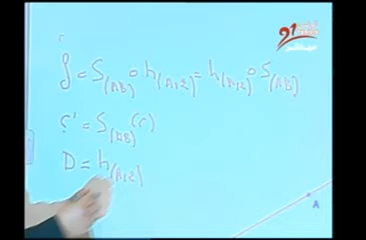 f = S(AB) o h(A,2) = h(A,2) o S(AB)
C' = S(AB)(C)
D = h(A,2)
A